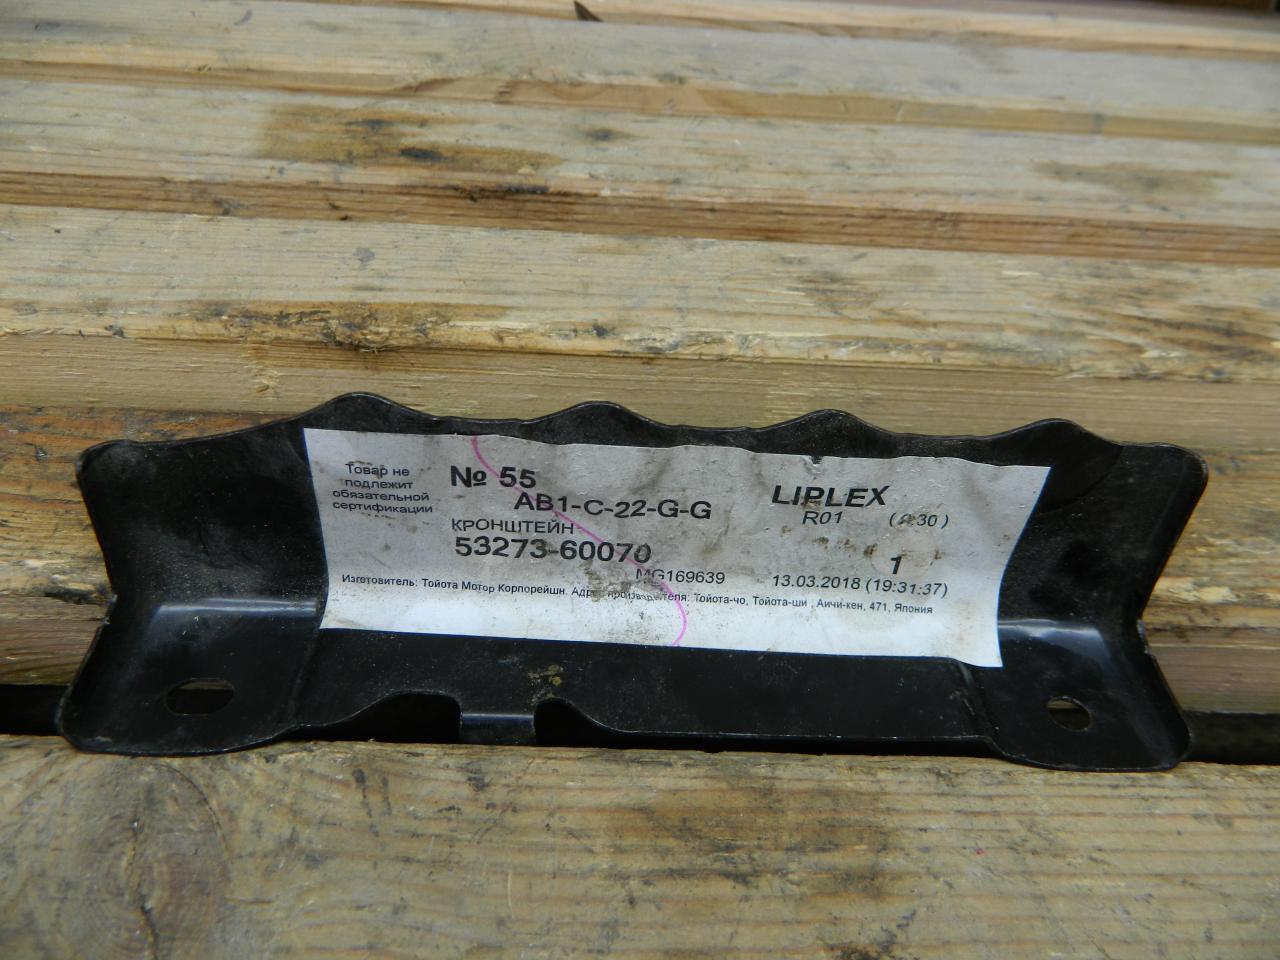 Товар не
подлежит
обязательной
сертификации
№ 55
AB1-C-22-G-G
LIPLEX
R01 (A30)
КРОНШТЕЙН
53273-60070
1
MG169639
13.03.2018 (19:31:37)
Изготовитель: Тойота Мотор Корпорейшн. Адрес производителя: Тойота-чо, Тойота-ши , Аичи-кен, 471, Япония